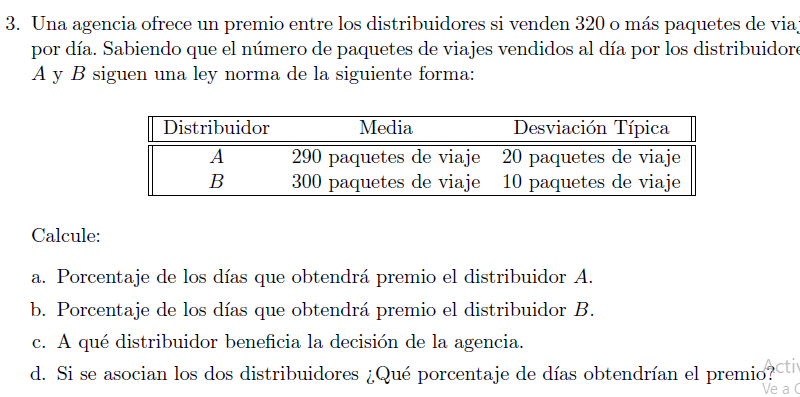 3. Una agencia ofrece un premio entre los distribuidores si venden 320 o más paquetes de viaj
por día. Sabiendo que el número de paquetes de viajes vendidos al día por los distribuidore
A y B siguen una ley norma de la siguiente forma:
Distribuidor Media Desviación Típica
A 290 paquetes de viaje 20 paquetes de viaje
B 300 paquetes de viaje 10 paquetes de viaje
Calcule:
a. Porcentaje de los días que obtendrá premio el distribuidor A.
b. Porcentaje de los días que obtendrá premio el distribuidor B.
c. A qué distribuidor beneficia la decisión de la agencia.
d. Si se asocian los dos distribuidores ¿Qué porcentaje de días obtendrían el premio?
Activ
Ve a C